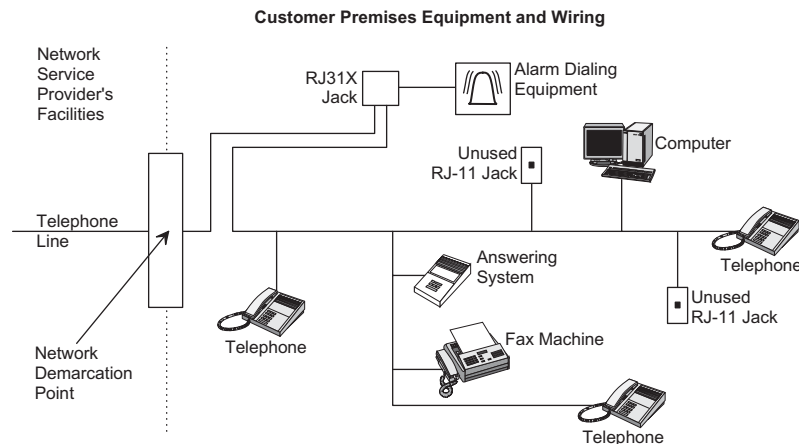 Customer Premises Equipment and Wiring
Network
Service
Provider's
Facilities
RJ31X
Jack
Alarm Dialing
Equipment
Unused
RJ-11 Jack
Computer
Telephone
Line
Answering
System
Telephone
Unused
RJ-11 Jack
Telephone
Fax Machine
Network
Demarcation
Point
Telephone